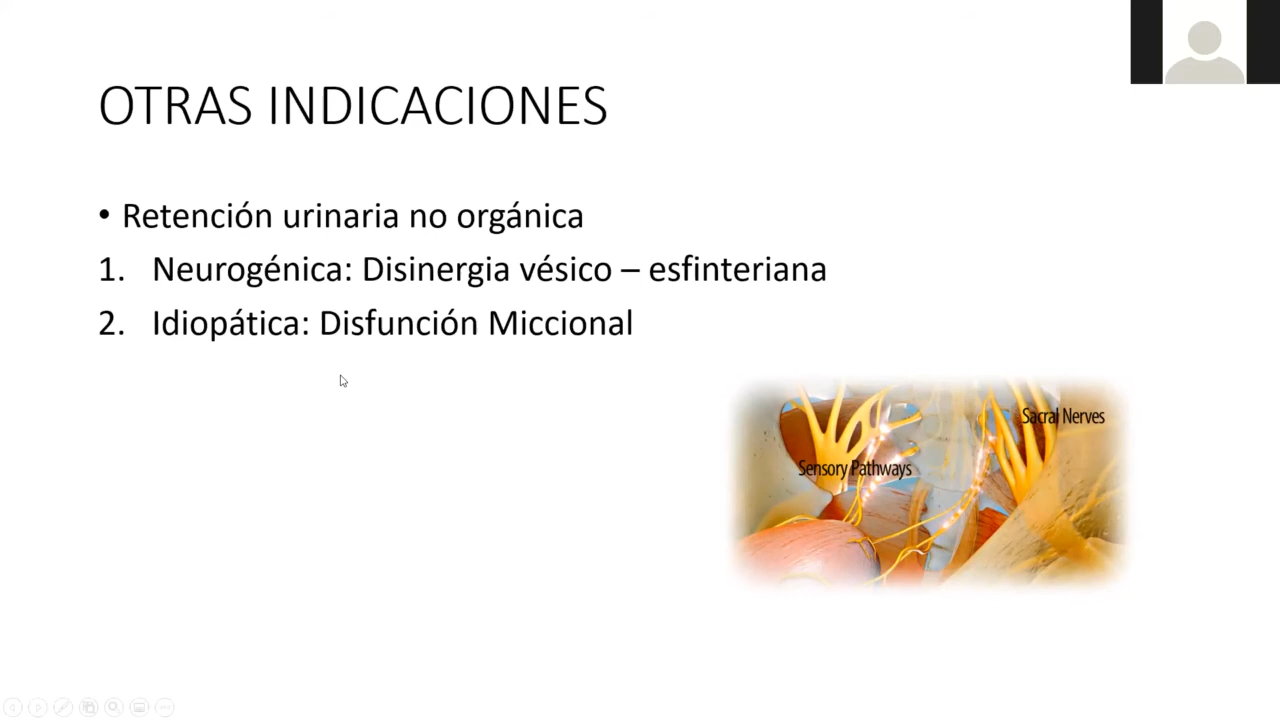 OTRAS INDICACIONES
• Retención urinaria no orgánica
1. Neurogénica: Disinergia vésico – esfinteriana
2. Idiopática: Disfunción Miccional
Sacral Nerves
Sensory Pathways